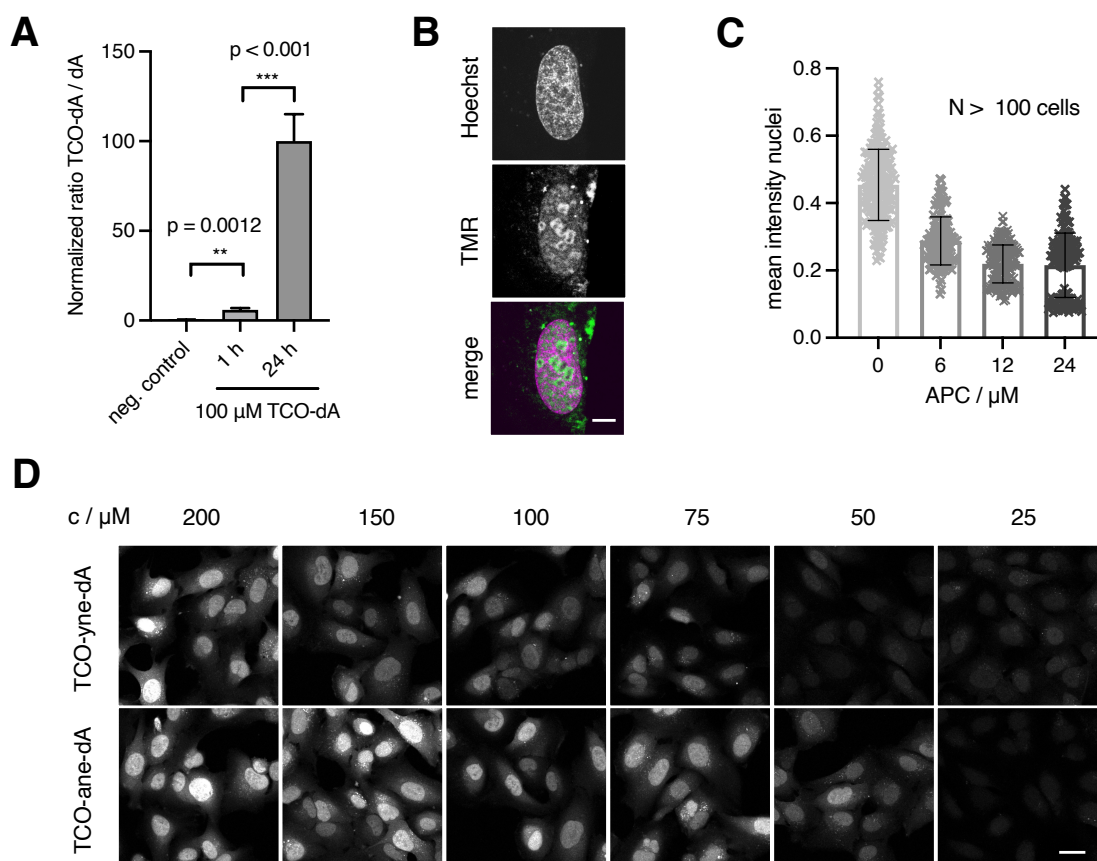 A
Normalized ratio TCO-dA / dA
150
100
50
0
p < 0.001
***
p = 0.0012
**
neg. control
1 h
24 h
100 µM TCO-dA
B
Hoechst
TMR
merge
C
mean intensity nuclei
0.8
0.6
0.4
0.2
0.0
N > 100 cells
0 6 12 24
APC / µM
D
c / µM 200 150 100 75 50 25
TCO-yne-dA
TCO-ane-dA